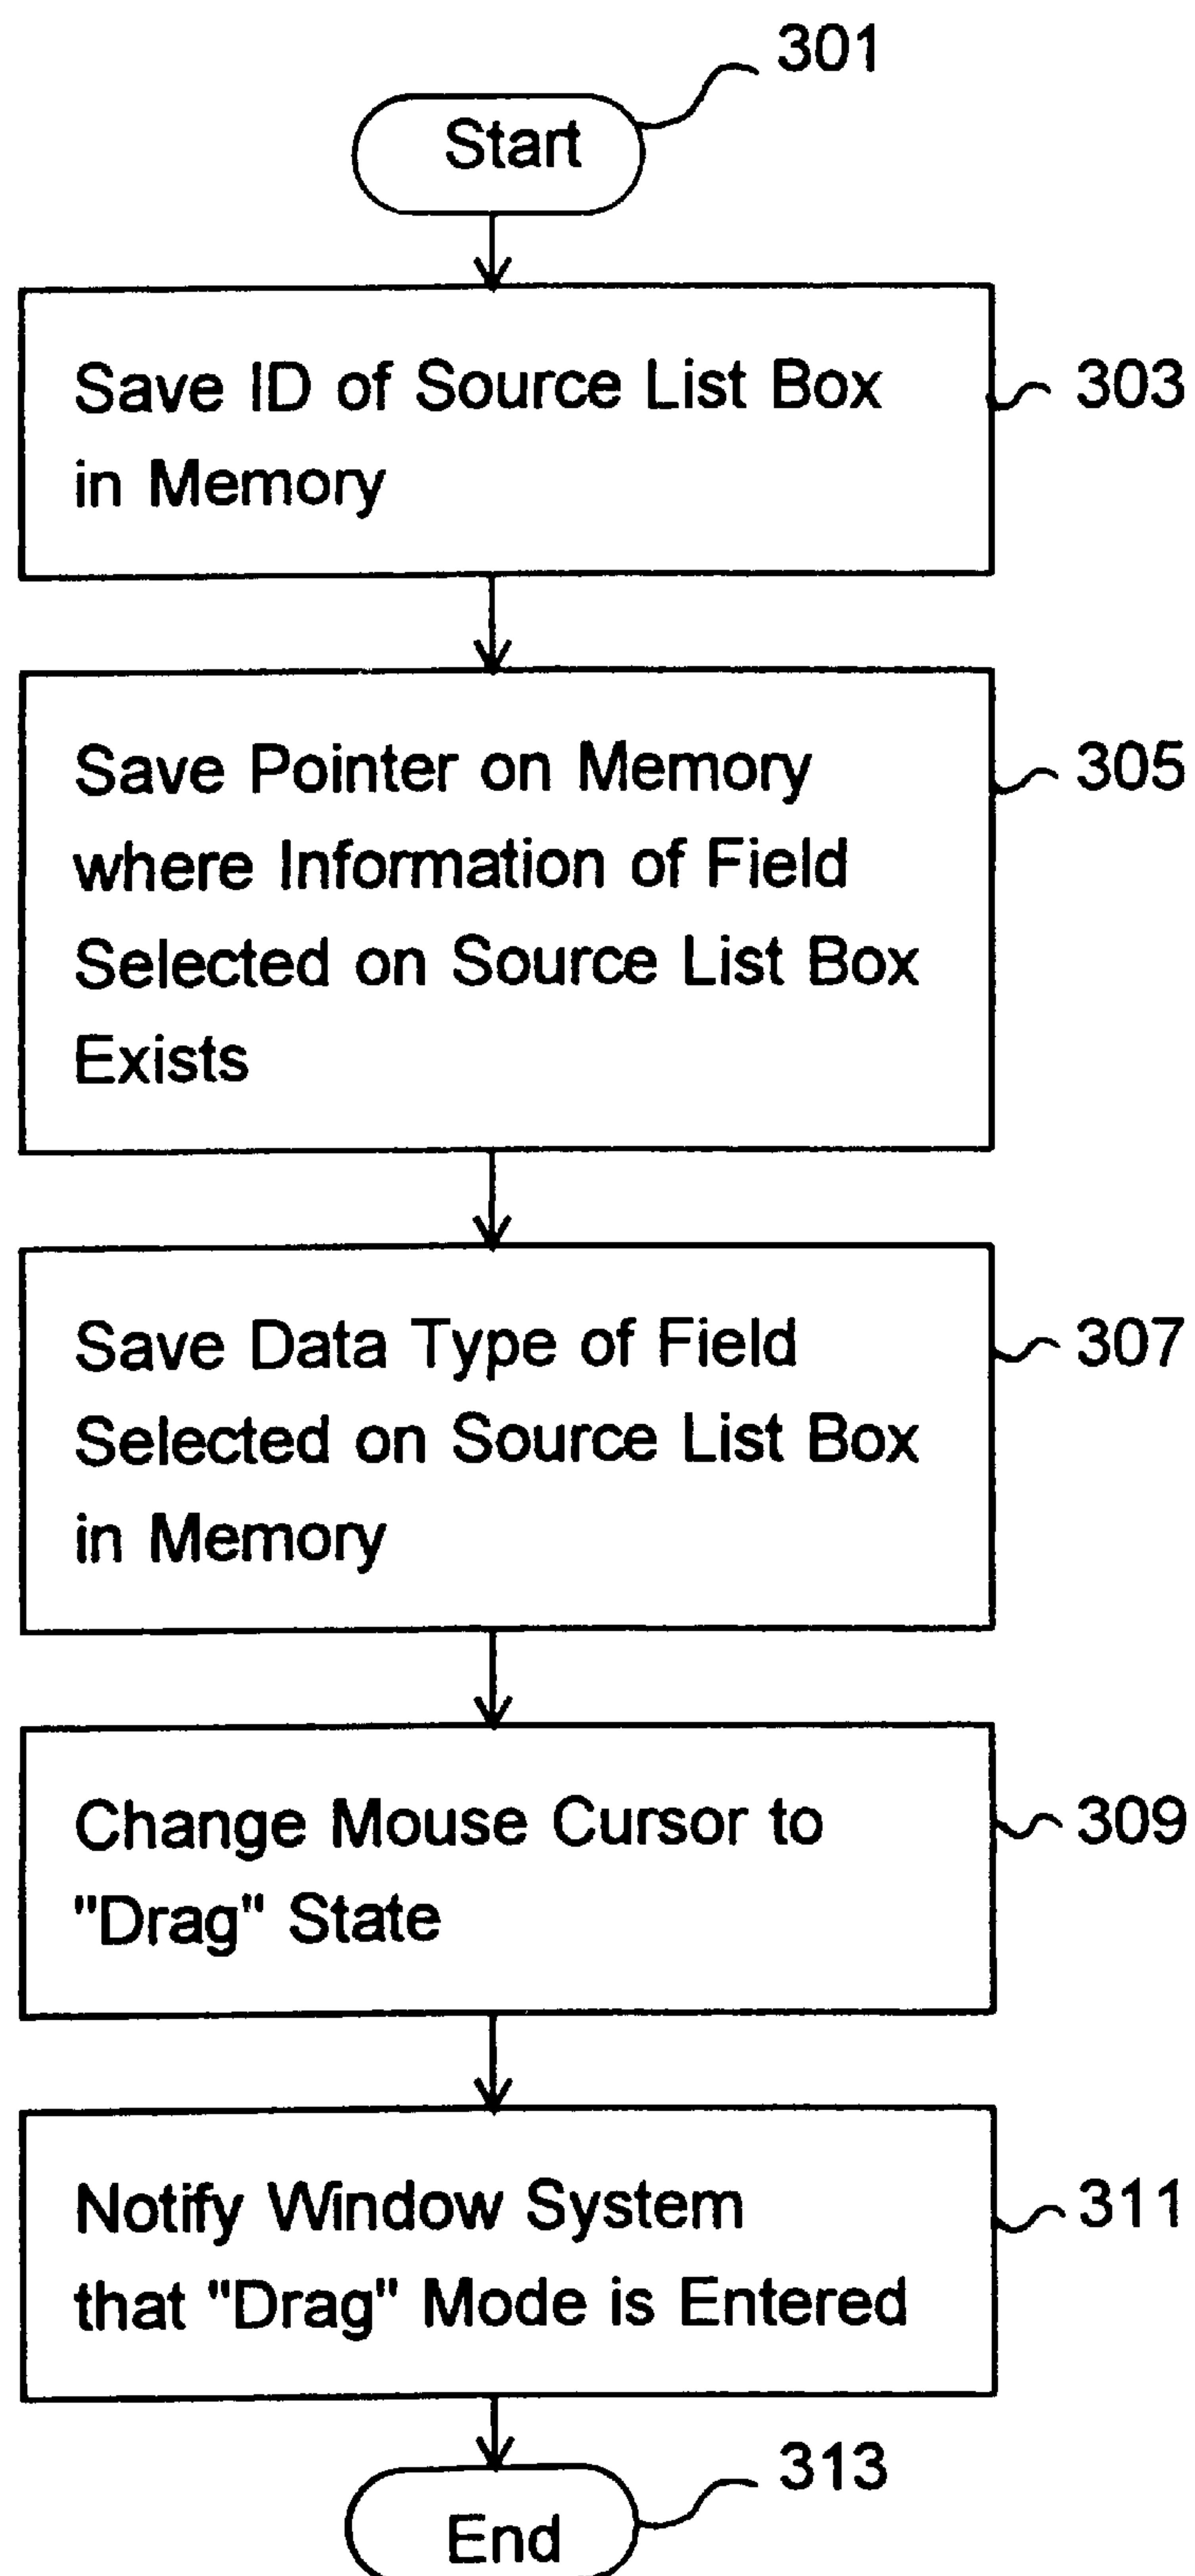 301
Start
Save ID of Source List Box
303
in Memory
Save Pointer on Memory
305
where Information of Field
Selected on Source List Box
Exists
Save Data Type of Field
307
Selected on Source List Box
in Memory
Change Mouse Cursor to
309
"Drag" State
Notify Window System
311
that "Drag" Mode is Entered
313
End